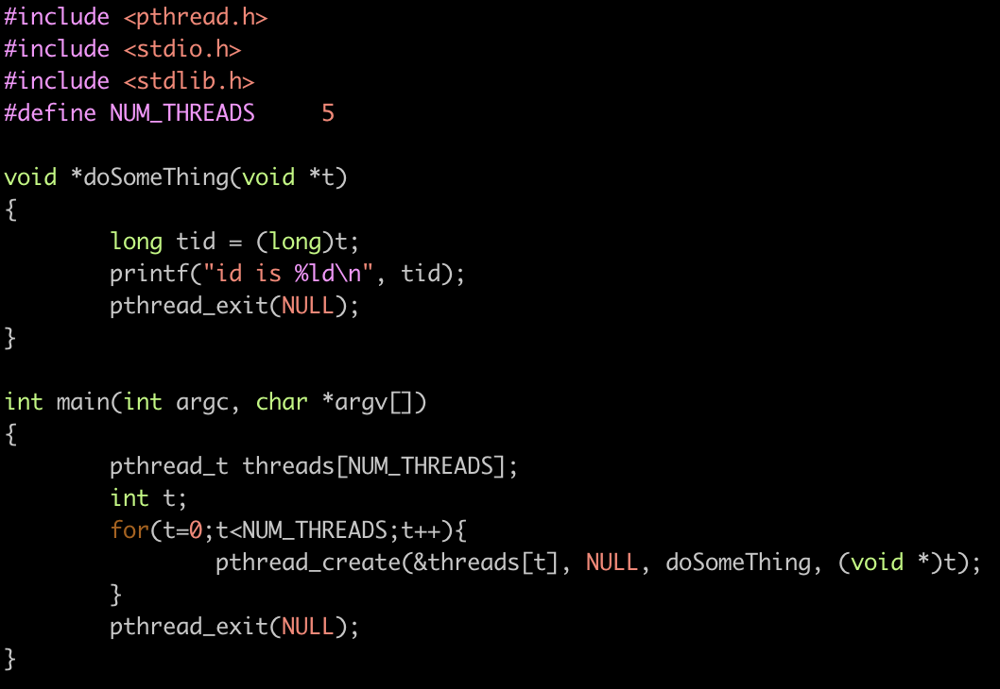 #include <pthread.h>
#include <stdio.h>
#include <stdlib.h>
#define NUM_THREADS     5

void *doSomeThing(void *t)
{
        long tid = (long)t;
        printf("id is %ld\n", tid);
        pthread_exit(NULL);
}

int main(int argc, char *argv[])
{
        pthread_t threads[NUM_THREADS];
        int t;
        for(t=0;t<NUM_THREADS;t++){
                pthread_create(&threads[t], NULL, doSomeThing, (void *)t);
        }
        pthread_exit(NULL);
}